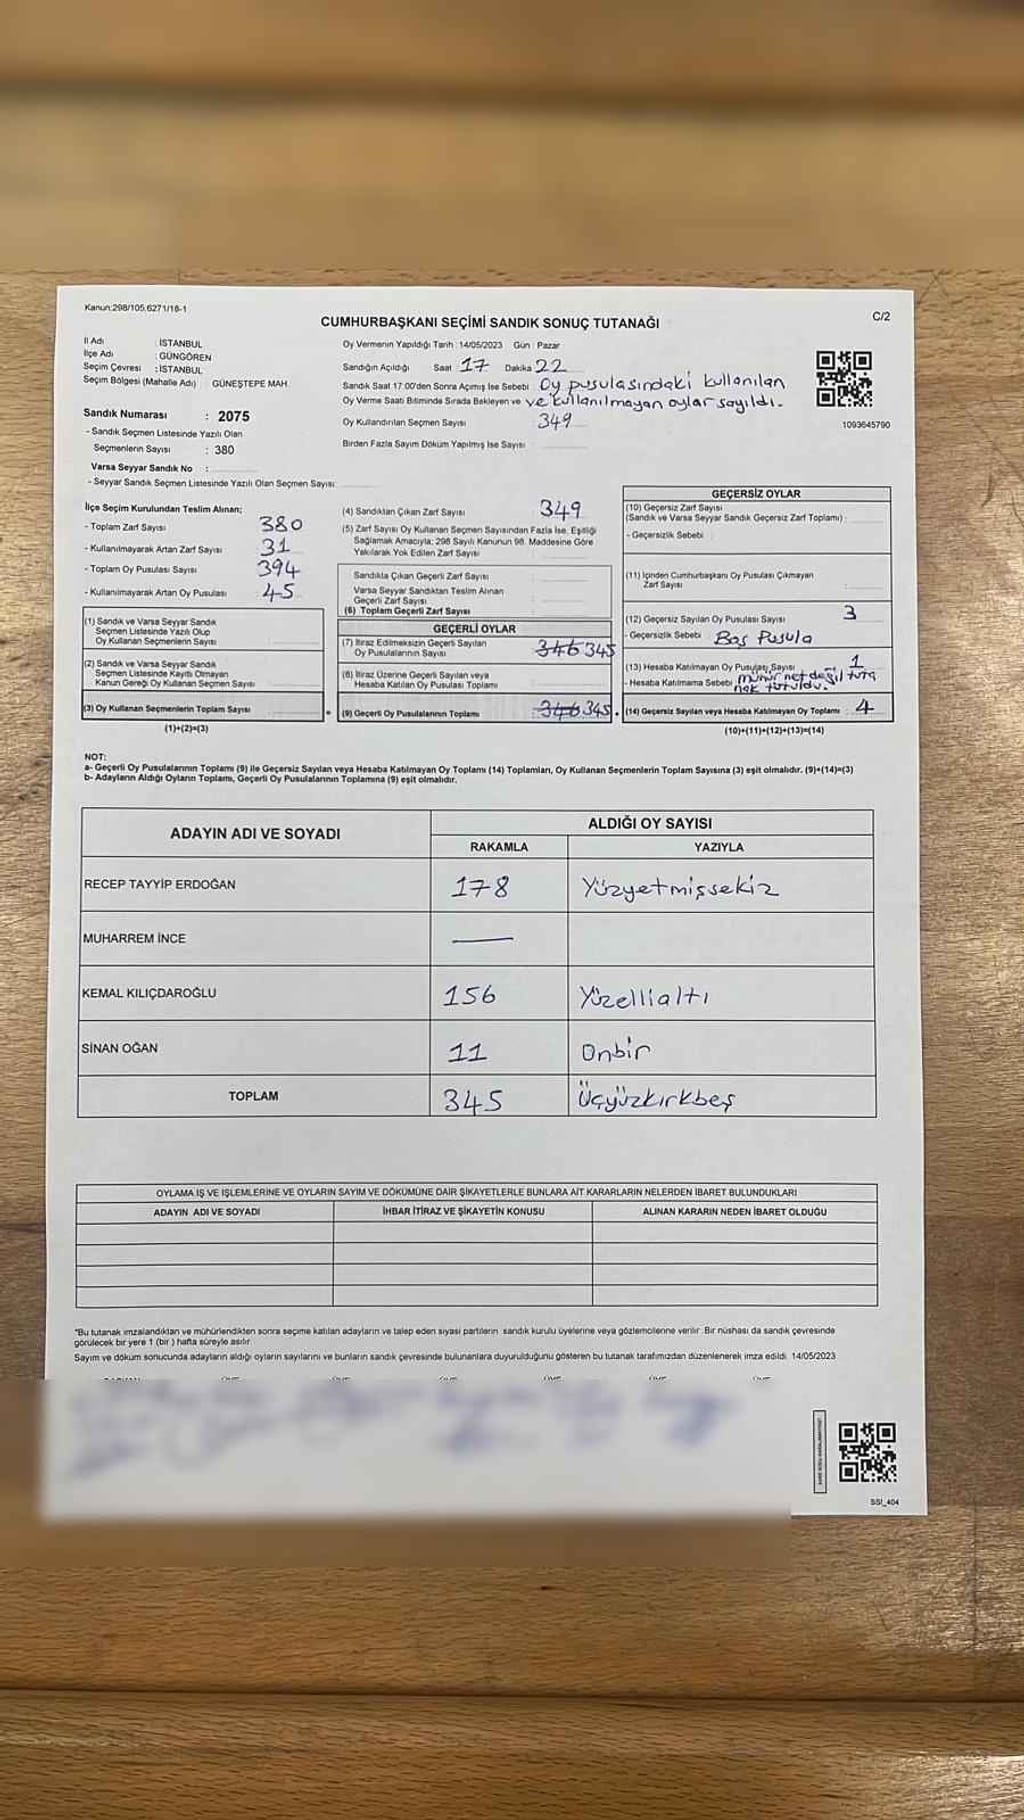 Kanun:298/105,6271/18-1
C/2
CUMHURBAŞKANI SEÇİMİ SANDIK SONUÇ TUTANAĞI
İl Adı : İSTANBUL
İlçe Adı : GÜNGÖREN
Seçim Çevresi : İSTANBUL
Seçim Bölgesi (Mahalle Adı) GÜNEŞTEPE MAH.
Sandık Numarası : 2075
- Sandık Seçmen Listesinde Yazılı Olan
Seçmenlerin Sayısı : 380
Varsa Seyyar Sandık No :
- Seyyar Sandık Seçmen Listesinde Yazılı Olan Seçmen Sayısı:
Oy Vermenin Yapıldığı Tarih : 14/05/2023 Gün : Pazar
Sandığın Açıldığı Saat 17 Dakika 22
Sandık Saat 17.00'den Sonra Açımış İse Sebebi Oy pusulasındaki kullanılan
Oy Verme Saati Bitiminde Sırada Bekleyen ve ve kullanılmayan oylar sayıldı.
Oy Kullandırılan Seçmen Sayısı 349
Birden Fazla Sayım Döküm Yapılmış İse Sayısı
1093645790
İlçe Seçim Kurulundan Teslim Alınan;
- Toplam Zarf Sayısı 380
- Kullanılmayarak Artan Zarf Sayısı 31
- Toplam Oy Pusulası Sayısı 394
- Kullanılmayarak Artan Oy Pusulası 45
(1) Sandık ve Varsa Seyyar Sandık
Seçmen Listesinde Yazılı Olup
Oy Kullanan Seçmenlerin Sayısı
(2) Sandık ve Varsa Seyyar Sandık
Seçmen Listesinde Kayıtlı Olmayan
Kanun Gereği Oy Kullanan Seçmen Sayısı
(3) Oy Kullanan Seçmenlerin Toplam Sayısı
(1)+(2)=(3)
(4) Sandıktan Çıkan Zarf Sayısı 349
(5) Zarf Sayısı Oy Kullanan Seçmen Sayısından Fazla İse, Eşitliği
Sağlamak Amacıyla; 298 Sayılı Kanunun 98. Maddesine Göre
Yakılarak Yok Edilen Zarf Sayısı
Sandıkta Çıkan Geçerli Zarf Sayısı
Varsa Seyyar Sandıktan Teslim Alınan
Geçerli Zarf Sayısı
(6) Toplam Geçerli Zarf Sayısı
GEÇERLİ OYLAR
(7) İtiraz Edilmeksizin Geçerli Sayılan
Oy Pusulalarının Sayısı 346 345
(8) İtiraz Üzerine Geçerli Sayılan veya
Hesaba Katılan Oy Pusulası Toplamı
(9) Geçerli Oy Pusulalarının Toplamı 346 345
GEÇERSİZ OYLAR
(10) Geçersiz Zarf Sayısı
(Sandık ve Varsa Seyyar Sandık Geçersiz Zarf Toplamı) :
- Geçersizlik Sebebi
(11) İçinden Cumhurbaşkanı Oy Pusulası Çıkmayan
Zarf Sayısı
(12) Geçersiz Sayılan Oy Pusulası Sayısı 3
- Geçersizlik Sebebi Boş Pusula
(13) Hesaba Katılmayan Oy Pusulası Sayısı 1
- Hesaba Katılmama Sebebi mühür net değil tuta
nak tutuldu.
(14) Geçersiz Sayılan veya Hesaba Katılmayan Oy Toplamı : 4
(10)+(11)+(12)+(13)=(14)
NOT:
a- Geçerli Oy Pusulalarının Toplamı (9) ile Geçersiz Sayılan veya Hesaba Katılmayan Oy Toplamı (14) Toplamları, Oy Kullanan Seçmenlerin Toplam Sayısına (3) eşit olmalıdır. (9)+(14)=(3)
b- Adayların Aldığı Oyların Toplamı, Geçerli Oy Pusulalarının Toplamına (9) eşit olmalıdır.
ADAYIN ADI VE SOYADI
ALDIĞI OY SAYISI
RAKAMLA YAZIYLA
RECEP TAYYİP ERDOĞAN 178 Yüzyetmişsekiz
MUHARREM İNCE —
KEMAL KILIÇDAROĞLU 156 Yüzellialtı
SİNAN OĞAN 11 Onbir
TOPLAM 345 Üçyüzkırkbeş
OYLAMA İŞ VE İŞLEMLERİNE VE OYLARIN SAYIM VE DÖKÜMÜNE DAİR ŞİKAYETLERLE BUNLARA AİT KARARLARIN NELERDEN İBARET BULUNDUKLARI
ADAYIN ADI VE SOYADI İHBAR İTİRAZ VE ŞİKAYETİN KONUSU ALINAN KARARIN NEDEN İBARET OLDUĞU
*Bu tutanak imzalandıktan ve mühürlendikten sonra seçime katılan adayların ve talep eden siyasi partilerin sandık kurulu üyelerine veya gözlemcilerine verilir. Bir nüshası da sandık çevresinde
görülecek bir yere 1 (bir) hafta süreyle asılır.
Sayım ve döküm sonucunda adayların aldığı oyların sayılarını ve bunların sandık çevresinde bulunanlara duyurulduğunu gösteren bu tutanak tarafımızdan düzenlenerek imza edildi. 14/05/2023
SSI_404